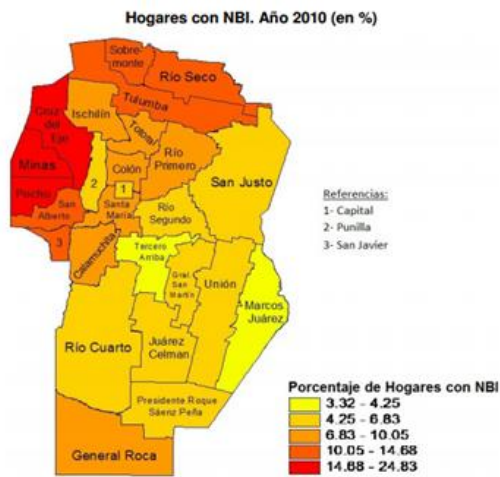 Hogares con NBI. Año 2010 (en %)
Sobre-
monte
Río Seco
Tulumba
Cruz del
Eje
Ischilín
Totoral
Río
Primero
Minas
Colón
San Justo
Pocho
San
Alberto
2
1
Santa
María
Río
Segundo
3
Calamuchita
Tercero
Arriba
Gral.
San
Martín
Unión
Marcos
Juárez
Río Cuarto
Juárez
Celman
Presidente Roque
Sáenz Peña
General Roca
Referencias:
1- Capital
2- Punilla
3- San Javier
Porcentaje de Hogares con NBI
3.32 - 4.25
4.25 - 6.83
6.83 - 10.05
10.05 - 14.68
14.68 - 24.83